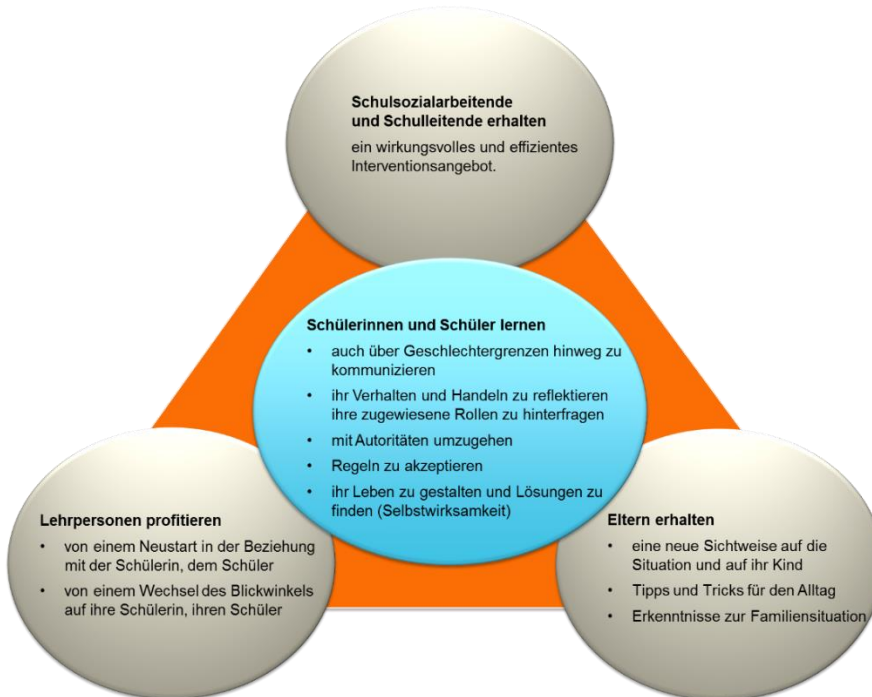 Schulsozialarbeitende
und Schulleitende erhalten
ein wirkungsvolles und effizientes
Interventionsangebot.
Schülerinnen und Schüler lernen
• auch über Geschlechtergrenzen hinweg zu
kommunizieren
• ihr Verhalten und Handeln zu reflektieren
ihre zugewiesene Rollen zu hinterfragen
• mit Autoritäten umzugehen
• Regeln zu akzeptieren
• ihr Leben zu gestalten und Lösungen zu
finden (Selbstwirksamkeit)
Lehrpersonen profitieren
• von einem Neustart in der Beziehung
mit der Schülerin, dem Schüler
• von einem Wechsel des Blickwinkels
auf ihre Schülerin, ihren Schüler
Eltern erhalten
• eine neue Sichtweise auf die
Situation und auf ihr Kind
• Tipps und Tricks für den Alltag
• Erkenntnisse zur Familiensituation